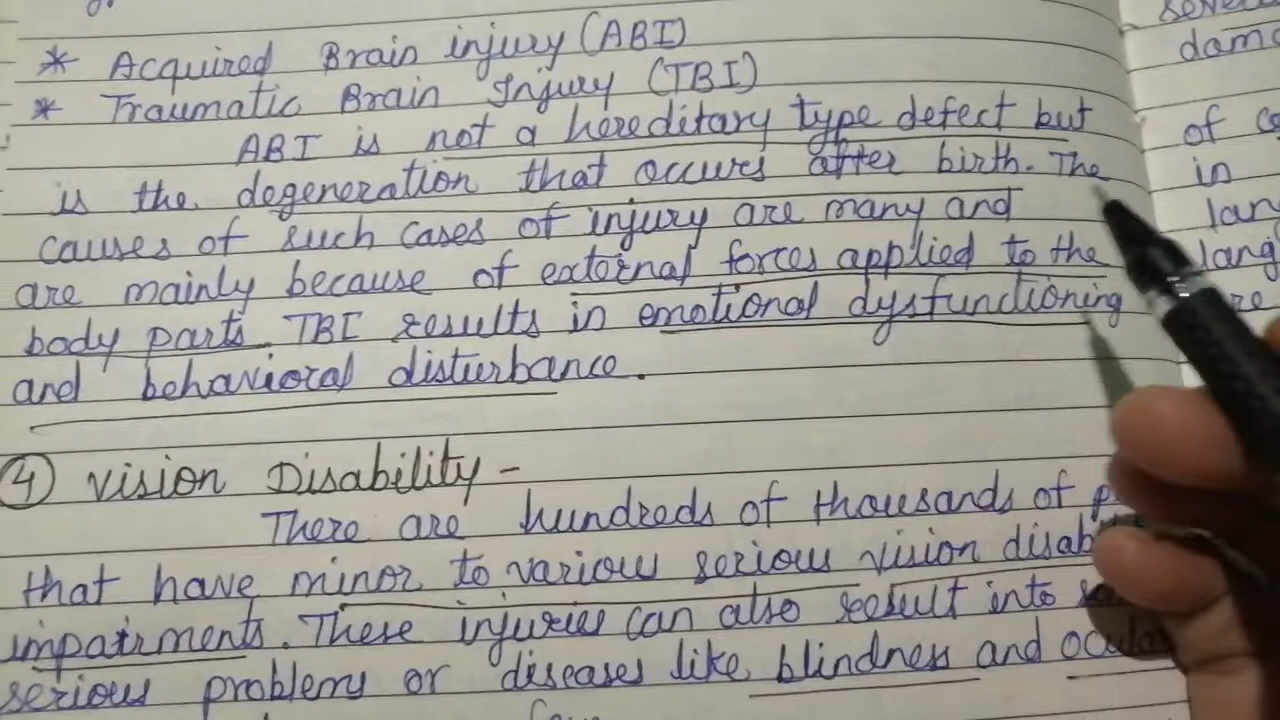 * Acquired Brain injury (ABI)
* Traumatic Brain Injury (TBI)
ABI is not a hereditary type defect but
is the degeneration that occurs after birth. The
causes of such cases of injury are many and
are mainly because of external forces applied to the
body parts. TBI results in emotional dysfunctioning
and behavioral disturbance.
4 Vision Disability -
There are hundreds of thousands of
that have minor to various serious vision
impairments. These injuries can also result into
serious problems or diseases like blindness and
of
in